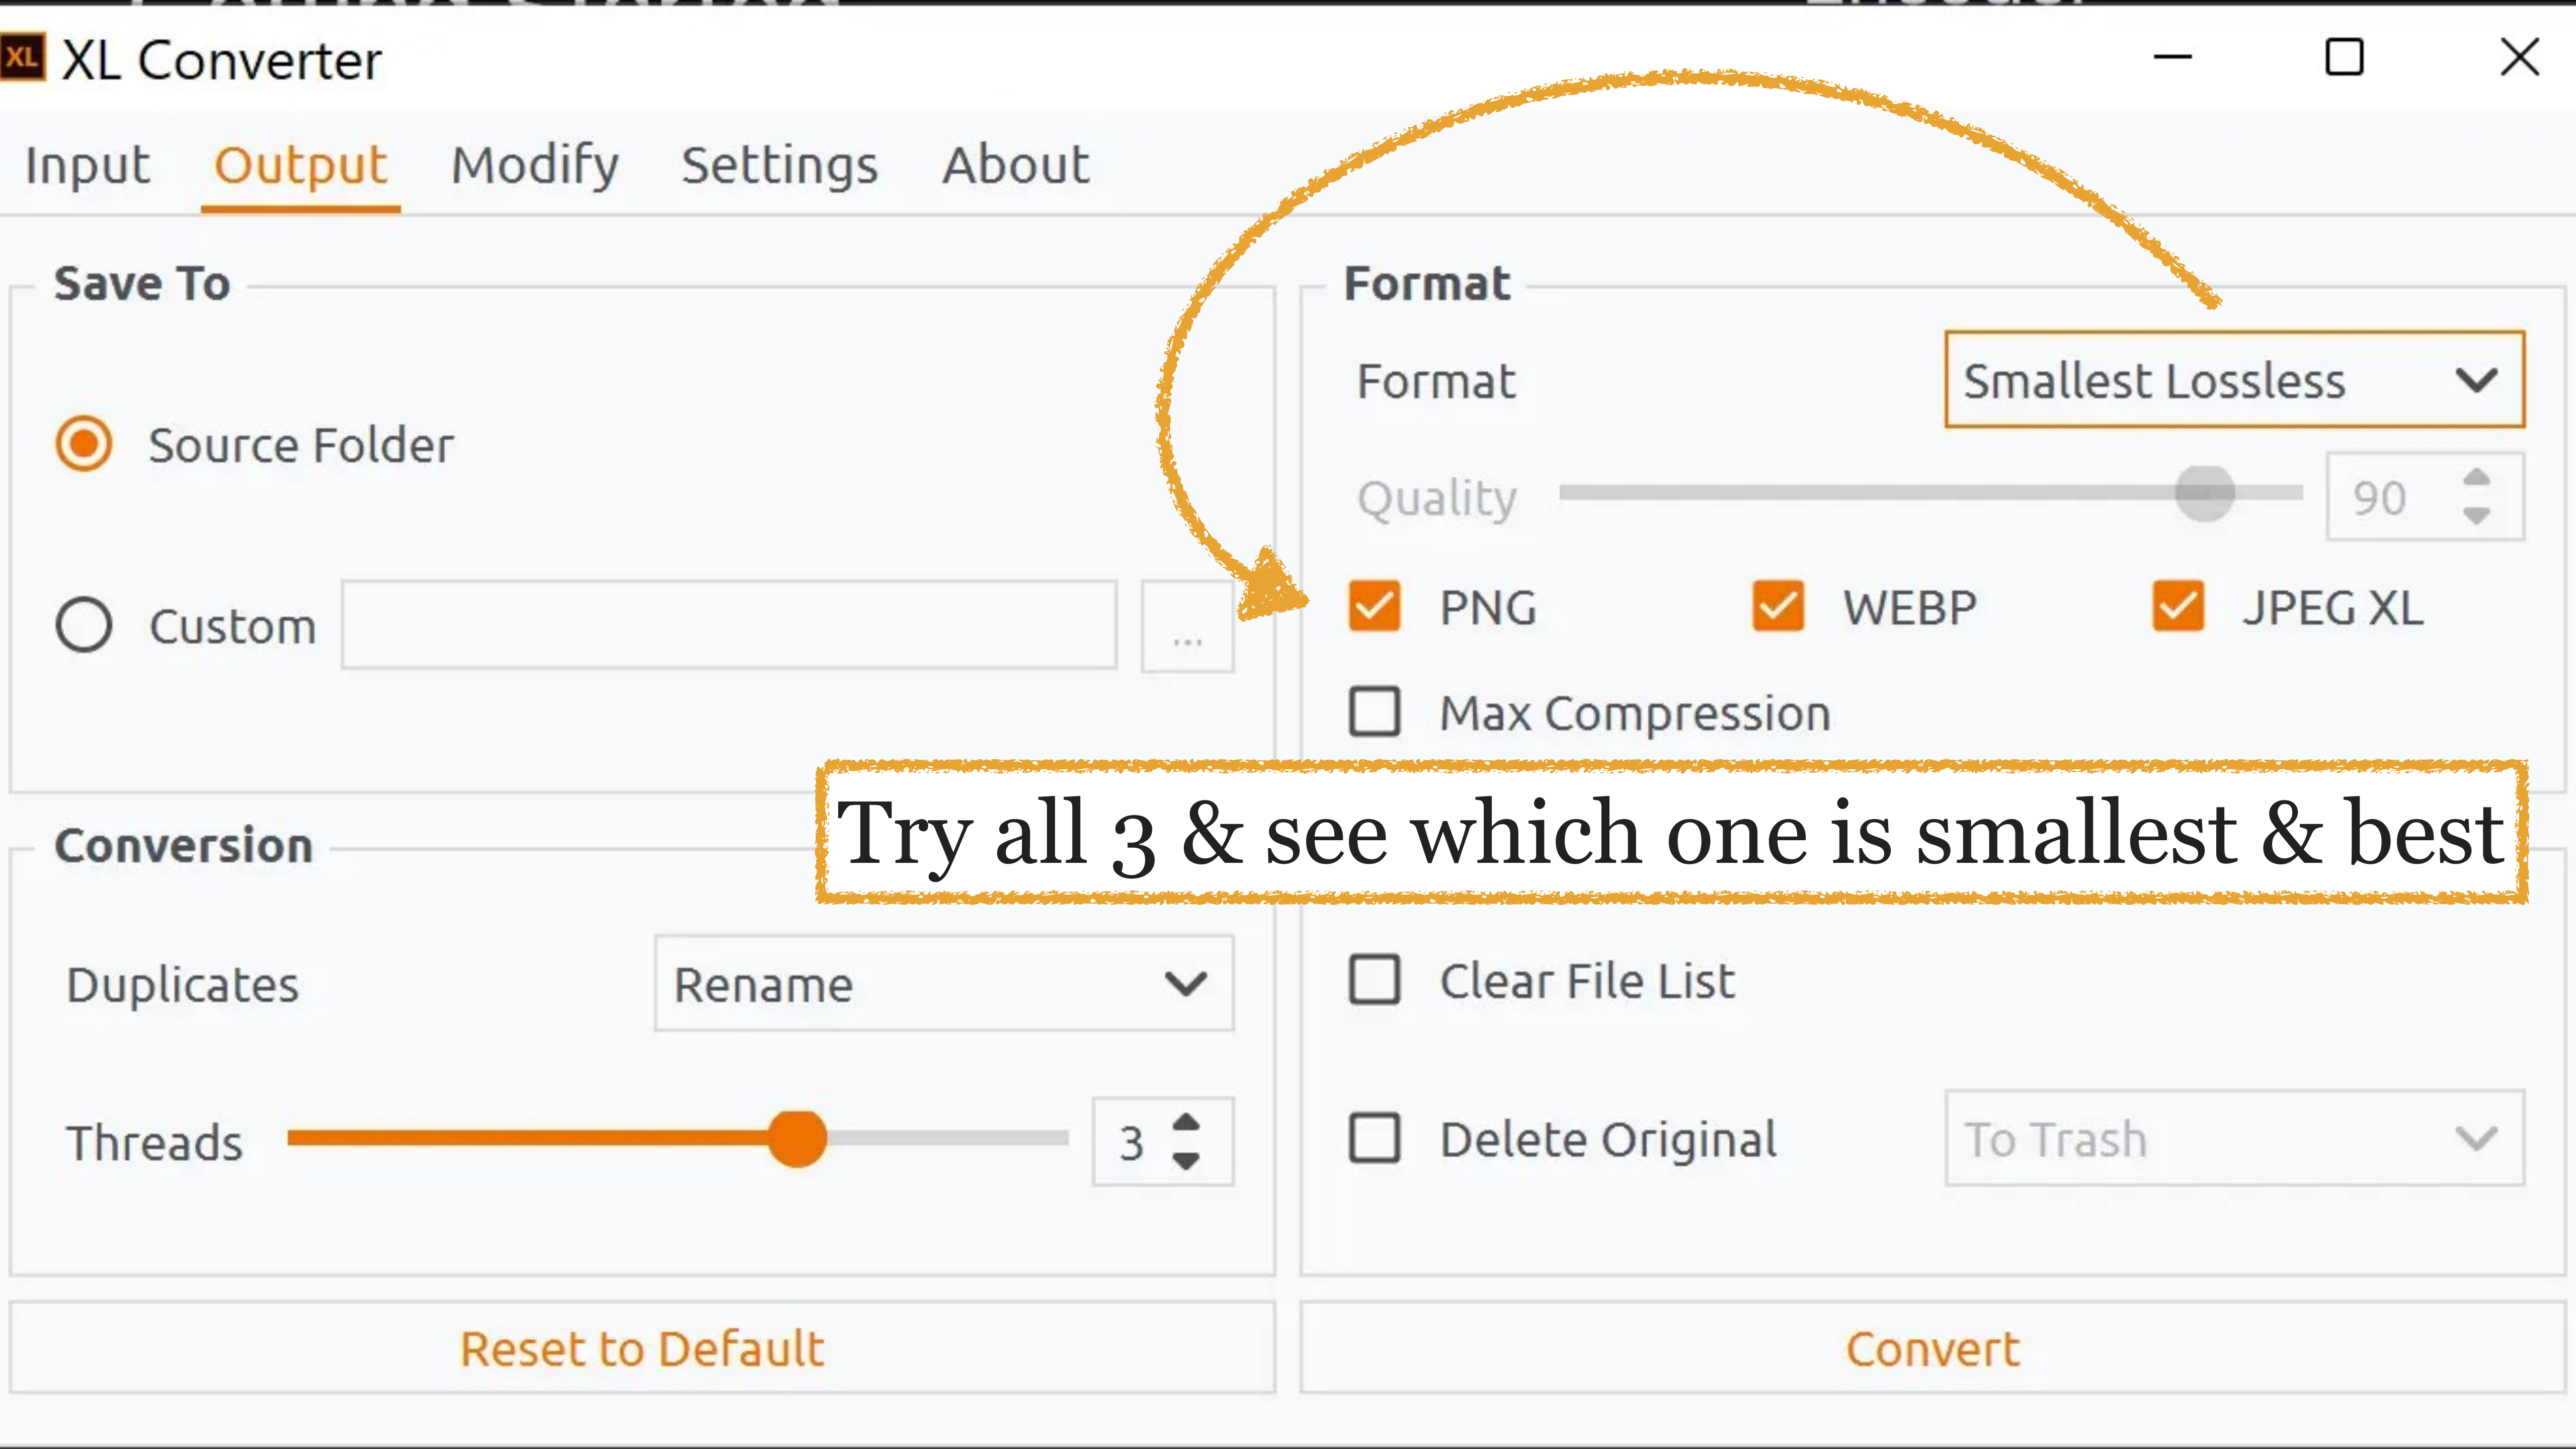 XL XL Converter
Input Output Modify Settings About
Save To
Source Folder
Custom ...
Format
Format Smallest Lossless
Quality 90
PNG WEBP JPEG XL
Max Compression
Try all 3 & see which one is smallest & best
Conversion
Duplicates Rename
Threads 3
Clear File List
Delete Original To Trash
Reset to Default
Convert